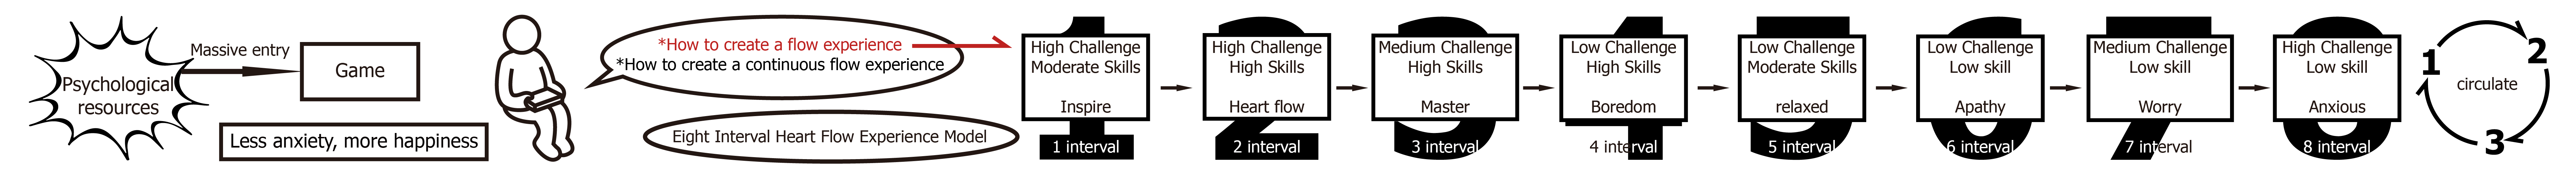 Psychological
resources
Massive entry
Game
Less anxiety, more happiness
*How to create a flow experience
*How to create a continuous flow experience
Eight Interval Heart Flow Experience Model
High Challenge
Moderate Skills
Inspire
1 interval
High Challenge
High Skills
Heart flow
2 interval
Medium Challenge
High Skills
Master
3 interval
Low Challenge
High Skills
Boredom
4 interval
Low Challenge
Moderate Skills
relaxed
5 interval
Low Challenge
Low skill
Apathy
6 interval
Medium Challenge
Low skill
Worry
7 interval
High Challenge
Low skill
Anxious
8 interval
1
2
circulate
3